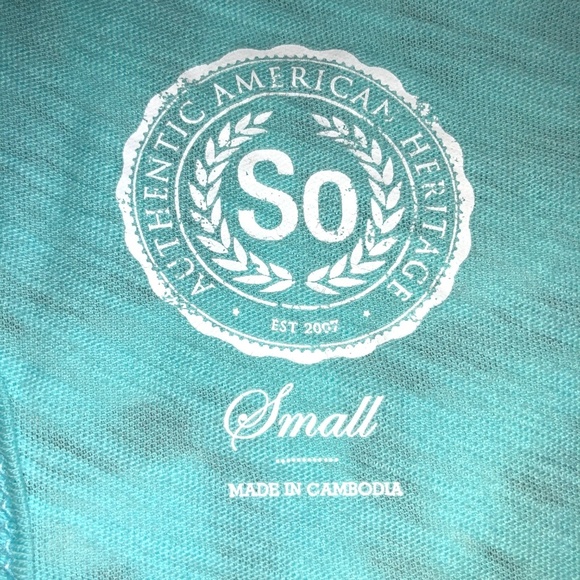 AUTHENTIC AMERICAN HERITAGE
So
EST 2007
Small
MADE IN CAMBODIA